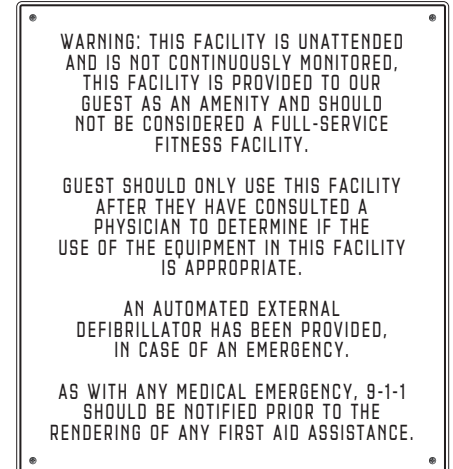 WARNING: THIS FACILITY IS UNATTENDED
AND IS NOT CONTINUOUSLY MONITORED,
THIS FACILITY IS PROVIDED TO OUR
GUEST AS AN AMENITY AND SHOULD
NOT BE CONSIDERED A FULL-SERVICE
FITNESS FACILITY.
GUEST SHOULD ONLY USE THIS FACILITY
AFTER THEY HAVE CONSULTED A
PHYSICIAN TO DETERMINE IF THE
USE OF THE EQUIPMENT IN THIS FACILITY
IS APPROPRIATE.
AN AUTOMATED EXTERNAL
DEFIBRILLATOR HAS BEEN PROVIDED,
IN CASE OF AN EMERGENCY.
AS WITH ANY MEDICAL EMERGENCY, 9-1-1
SHOULD BE NOTIFIED PRIOR TO THE
RENDERING OF ANY FIRST AID ASSISTANCE.